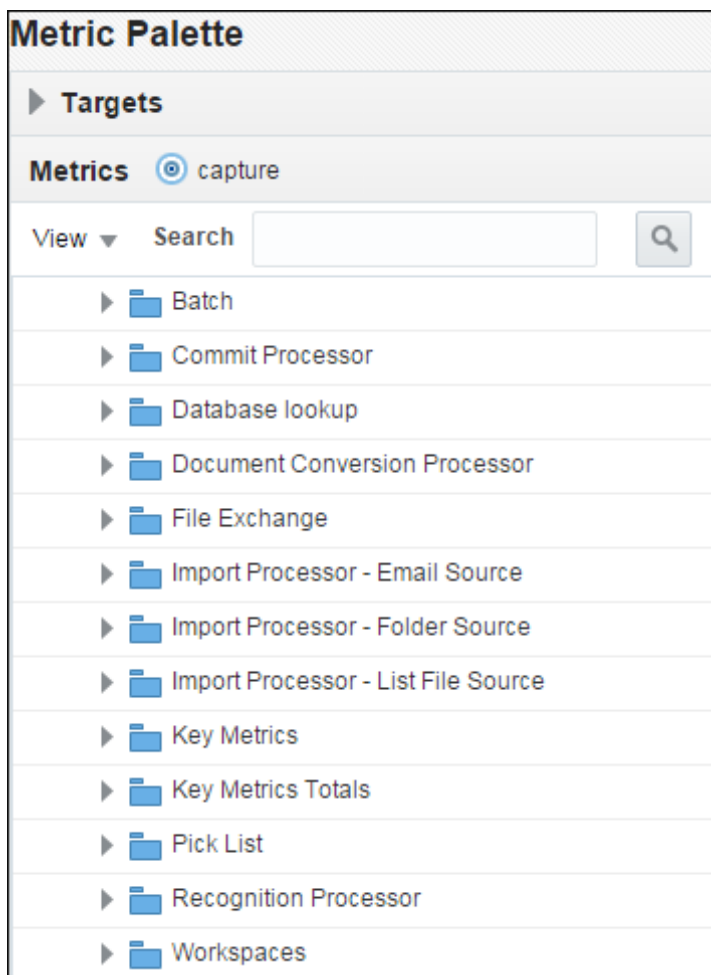 Metric Palette
Targets
Metrics capture
View Search
Batch
Commit Processor
Database lookup
Document Conversion Processor
File Exchange
Import Processor - Email Source
Import Processor - Folder Source
Import Processor - List File Source
Key Metrics
Key Metrics Totals
Pick List
Recognition Processor
Workspaces